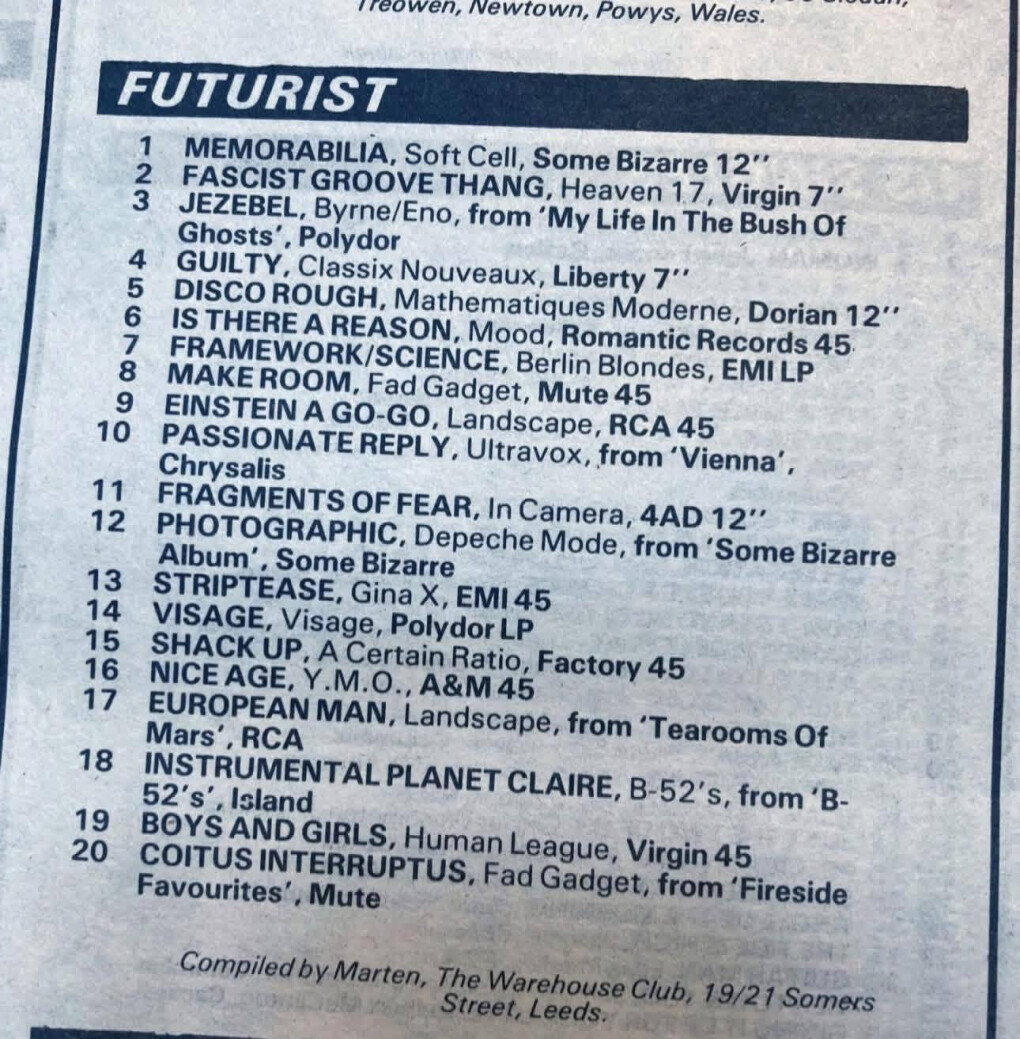 Treowen, Newtown, Powys, Wales.
FUTURIST
1 MEMORABILIA, Soft Cell, Some Bizarre 12''
2 FASCIST GROOVE THANG, Heaven 17, Virgin 7''
3 JEZEBEL, Byrne/Eno, from 'My Life In The Bush Of
Ghosts', Polydor
4 GUILTY, Classix Nouveaux, Liberty 7''
5 DISCO ROUGH, Mathematiques Moderne, Dorian 12''
6 IS THERE A REASON, Mood, Romantic Records 45
7 FRAMEWORK/SCIENCE, Berlin Blondes, EMI LP
8 MAKE ROOM, Fad Gadget, Mute 45
9 EINSTEIN A GO-GO, Landscape, RCA 45
10 PASSIONATE REPLY, Ultravox, from 'Vienna',
Chrysalis
11 FRAGMENTS OF FEAR, In Camera, 4AD 12''
12 PHOTOGRAPHIC, Depeche Mode, from 'Some Bizarre
Album', Some Bizarre
13 STRIPTEASE, Gina X, EMI 45
14 VISAGE, Visage, Polydor LP
15 SHACK UP, A Certain Ratio, Factory 45
16 NICE AGE, Y.M.O., A&M 45
17 EUROPEAN MAN, Landscape, from 'Tearooms Of
Mars', RCA
18 INSTRUMENTAL PLANET CLAIRE, B-52's, from 'B-
52's', Island
19 BOYS AND GIRLS, Human League, Virgin 45
20 COITUS INTERRUPTUS, Fad Gadget, from 'Fireside
Favourites', Mute
Compiled by Marten, The Warehouse Club, 19/21 Somers
Street, Leeds.